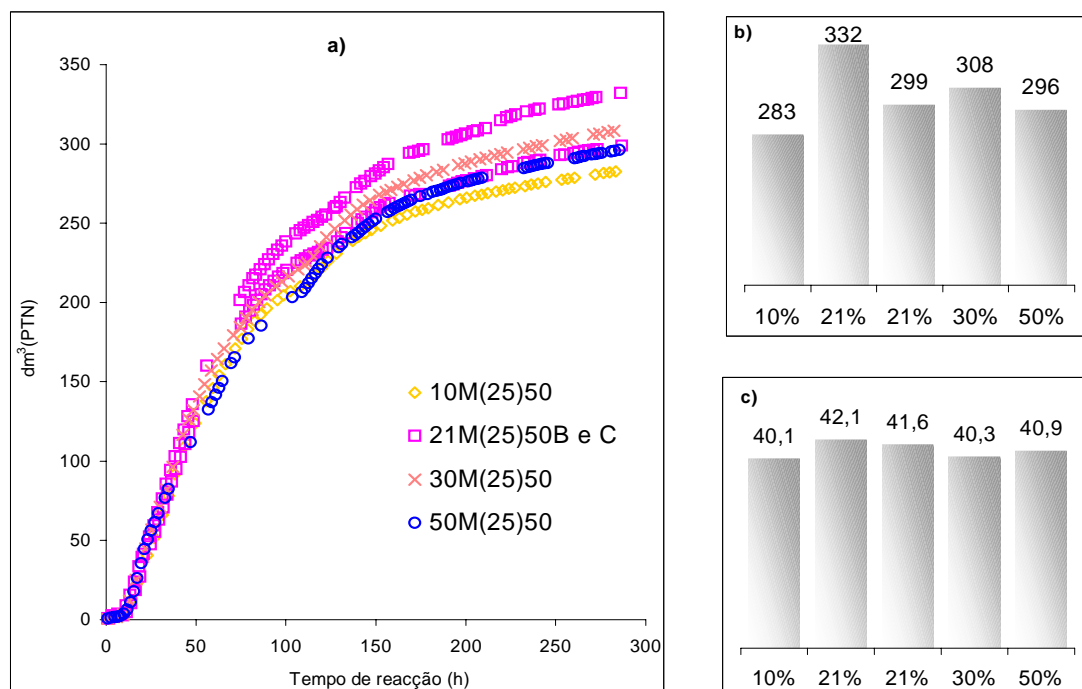 a)
350
300
250
200
150
100
50
0
dm³(PTN)
0 50 100 150 200 250 300
Tempo de reacção (h)
10M(25)50
21M(25)50B e C
30M(25)50
50M(25)50
b)
283 332 299 308 296
10% 21% 21% 30% 50%
c)
40,1 42,1 41,6 40,3 40,9
10% 21% 21% 30% 50%